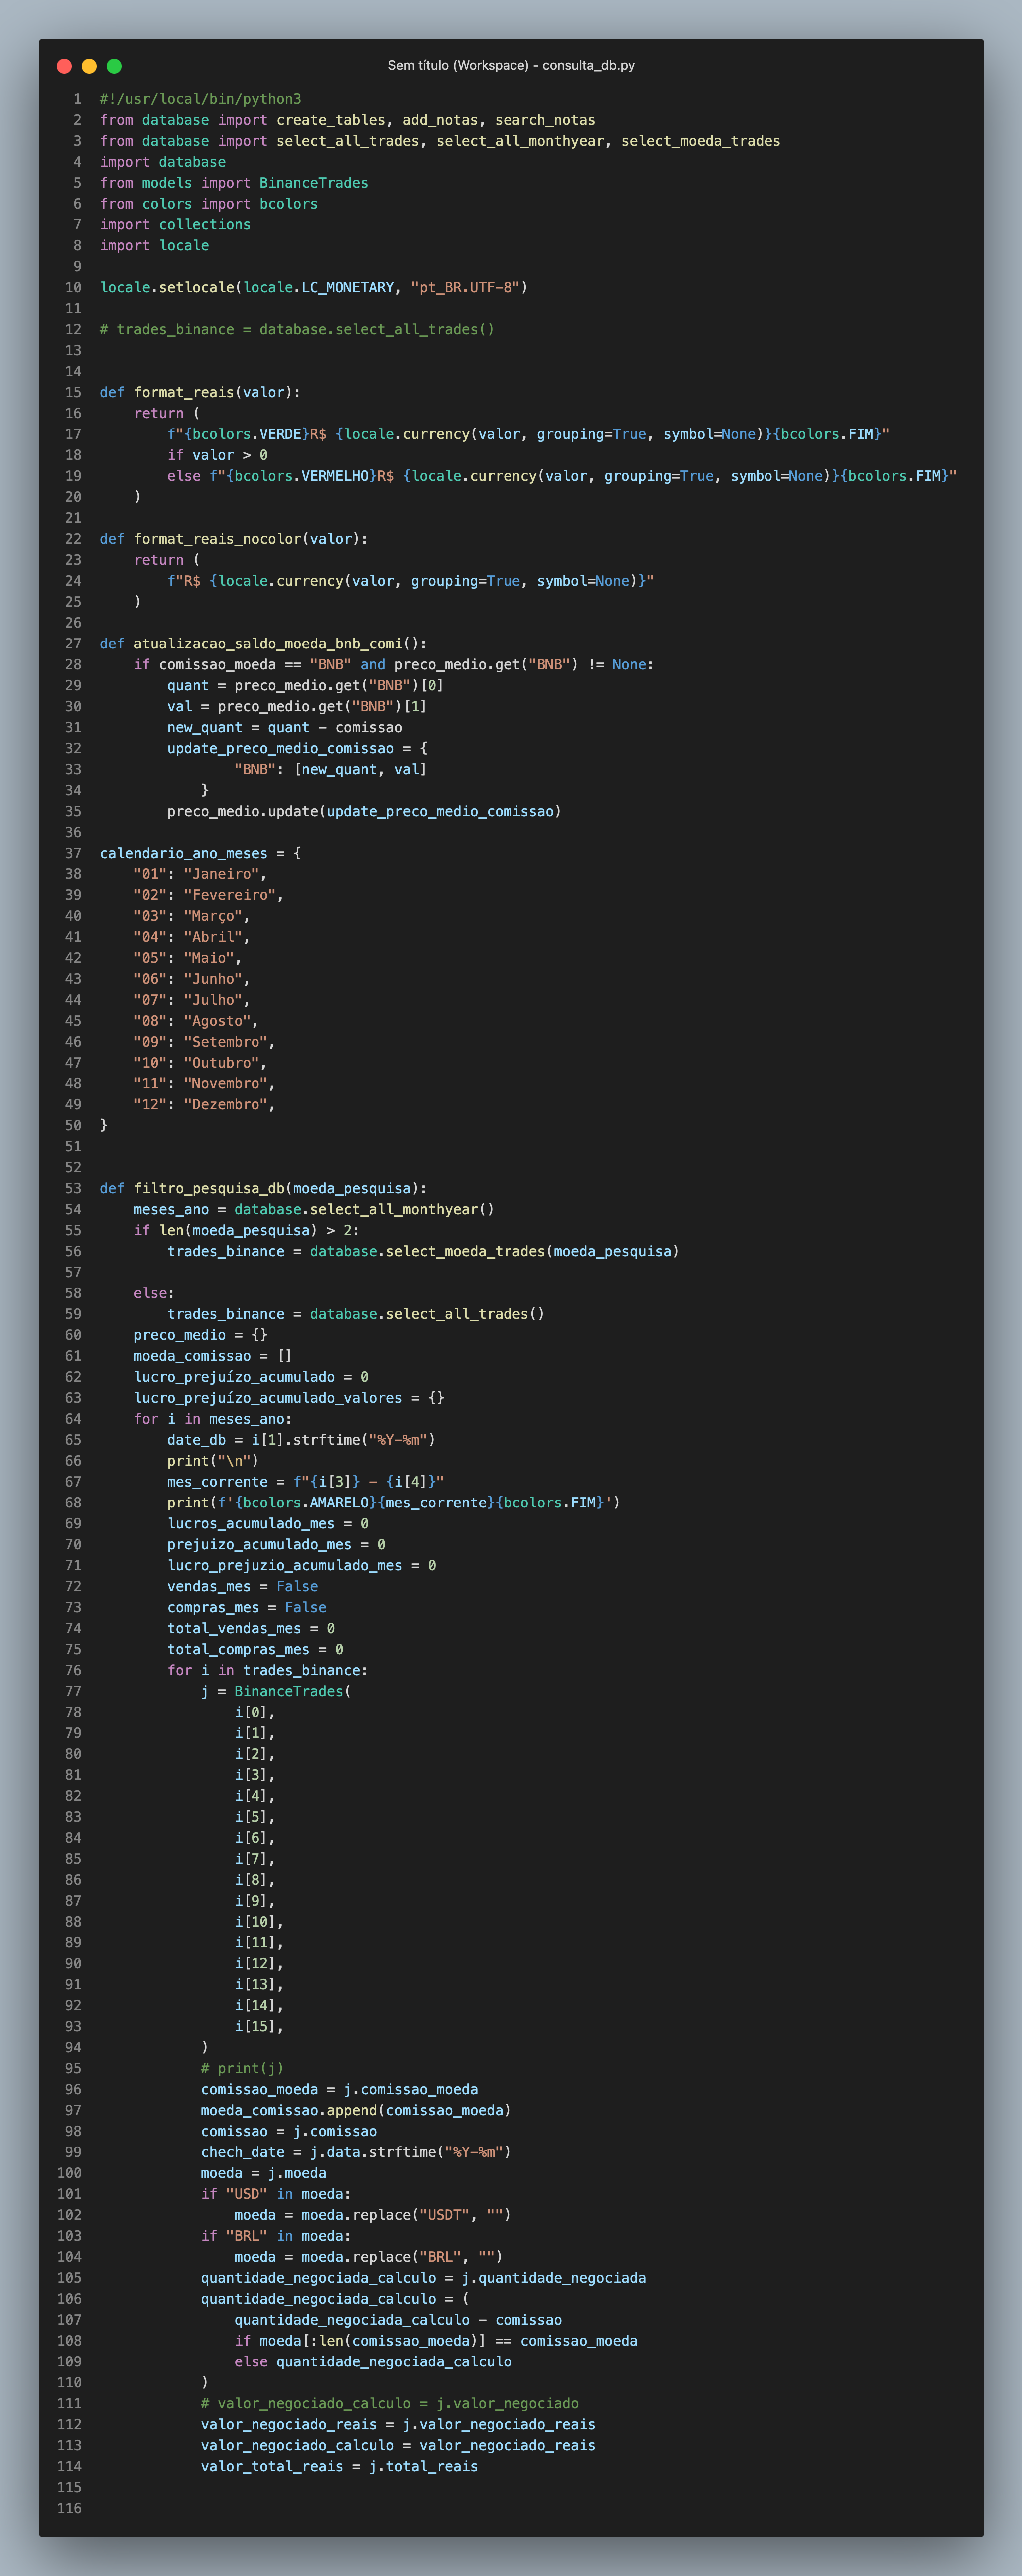 Sem título (Workspace) - consulta_db.py
1 #!/usr/local/bin/python3
2 from database import create_tables, add_notas, search_notas
3 from database import select_all_trades, select_all_monthyear, select_moeda_trades
4 import database
5 from models import BinanceTrades
6 from colors import bcolors
7 import collections
8 import locale
9
10 locale.setlocale(locale.LC_MONETARY, "pt_BR.UTF-8")
11
12 # trades_binance = database.select_all_trades()
13
14
15 def format_reais(valor):
16     return (
17         f"{bcolors.VERDE}R$ {locale.currency(valor, grouping=True, symbol=None)}{bcolors.FIM}"
18         if valor > 0
19         else f"{bcolors.VERMELHO}R$ {locale.currency(valor, grouping=True, symbol=None)}{bcolors.FIM}"
20     )
21
22 def format_reais_nocolor(valor):
23     return (
24         f"R$ {locale.currency(valor, grouping=True, symbol=None)}"
25     )
26
27 def atualizacao_saldo_moeda_bnb_comi():
28     if comissao_moeda == "BNB" and preco_medio.get("BNB") != None:
29         quant = preco_medio.get("BNB")[0]
30         val = preco_medio.get("BNB")[1]
31         new_quant = quant - comissao
32         update_preco_medio_comissao = {
33                 "BNB": [new_quant, val]
34             }
35         preco_medio.update(update_preco_medio_comissao)
36
37 calendario_ano_meses = {
38     "01": "Janeiro",
39     "02": "Fevereiro",
40     "03": "Março",
41     "04": "Abril",
42     "05": "Maio",
43     "06": "Junho",
44     "07": "Julho",
45     "08": "Agosto",
46     "09": "Setembro",
47     "10": "Outubro",
48     "11": "Novembro",
49     "12": "Dezembro",
50 }
51
52
53 def filtro_pesquisa_db(moeda_pesquisa):
54     meses_ano = database.select_all_monthyear()
55     if len(moeda_pesquisa) > 2:
56         trades_binance = database.select_moeda_trades(moeda_pesquisa)
57
58     else:
59         trades_binance = database.select_all_trades()
60     preco_medio = {}
61     moeda_comissao = []
62     lucro_prejuízo_acumulado = 0
63     lucro_prejuízo_acumulado_valores = {}
64     for i in meses_ano:
65         date_db = i[1].strftime("%Y-%m")
66         print("\n")
67         mes_corrente = f"{i[3]} - {i[4]}"
68         print(f'{bcolors.AMARELO}{mes_corrente}{bcolors.FIM}')
69         lucros_acumulado_mes = 0
70         prejuizo_acumulado_mes = 0
71         lucro_prejuzio_acumulado_mes = 0
72         vendas_mes = False
73         compras_mes = False
74         total_vendas_mes = 0
75         total_compras_mes = 0
76         for i in trades_binance:
77             j = BinanceTrades(
78                 i[0],
79                 i[1],
80                 i[2],
81                 i[3],
82                 i[4],
83                 i[5],
84                 i[6],
85                 i[7],
86                 i[8],
87                 i[9],
88                 i[10],
89                 i[11],
90                 i[12],
91                 i[13],
92                 i[14],
93                 i[15],
94             )
95             # print(j)
96             comissao_moeda = j.comissao_moeda
97             moeda_comissao.append(comissao_moeda)
98             comissao = j.comissao
99             chech_date = j.data.strftime("%Y-%m")
100             moeda = j.moeda
101             if "USD" in moeda:
102                 moeda = moeda.replace("USDT", "")
103             if "BRL" in moeda:
104                 moeda = moeda.replace("BRL", "")
105             quantidade_negociada_calculo = j.quantidade_negociada
106             quantidade_negociada_calculo = (
107                 quantidade_negociada_calculo - comissao
108                 if moeda[:len(comissao_moeda)] == comissao_moeda
109                 else quantidade_negociada_calculo
110             )
111             # valor_negociado_calculo = j.valor_negociado
112             valor_negociado_reais = j.valor_negociado_reais
113             valor_negociado_calculo = valor_negociado_reais
114             valor_total_reais = j.total_reais
115
116